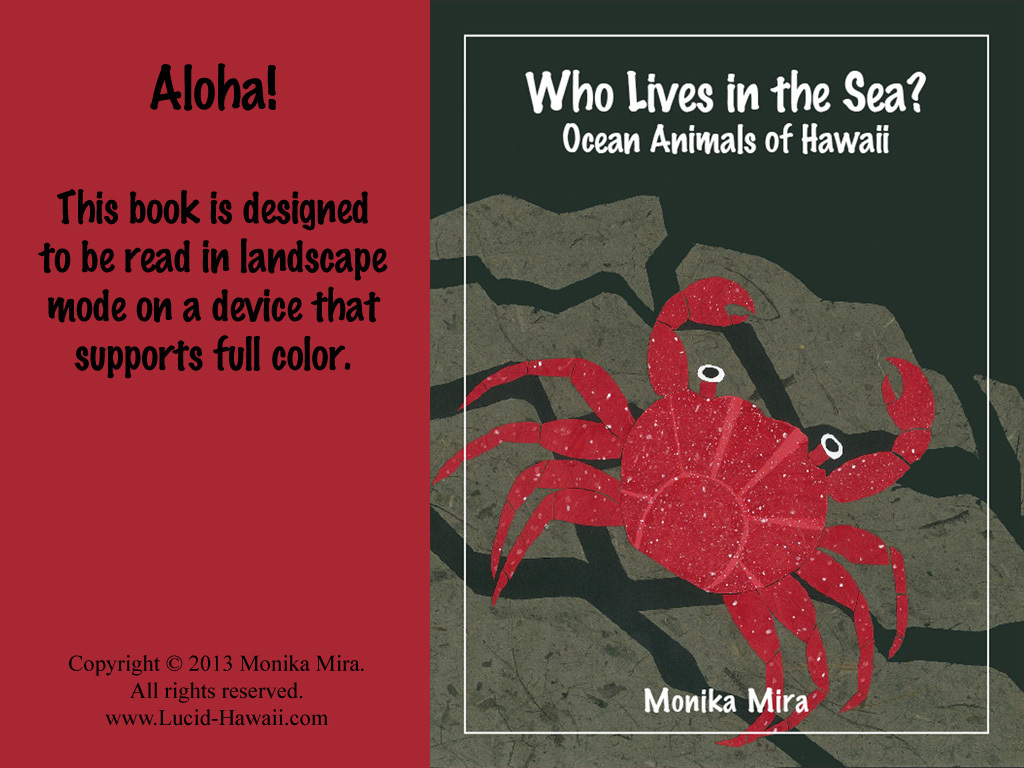 Aloha!
This book is designed
to be read in landscape
mode on a device that
supports full color.
Copyright © 2013 Monika Mira.
All rights reserved.
www.Lucid-Hawaii.com
Who Lives in the Sea?
Ocean Animals of Hawaii
Monika Mira